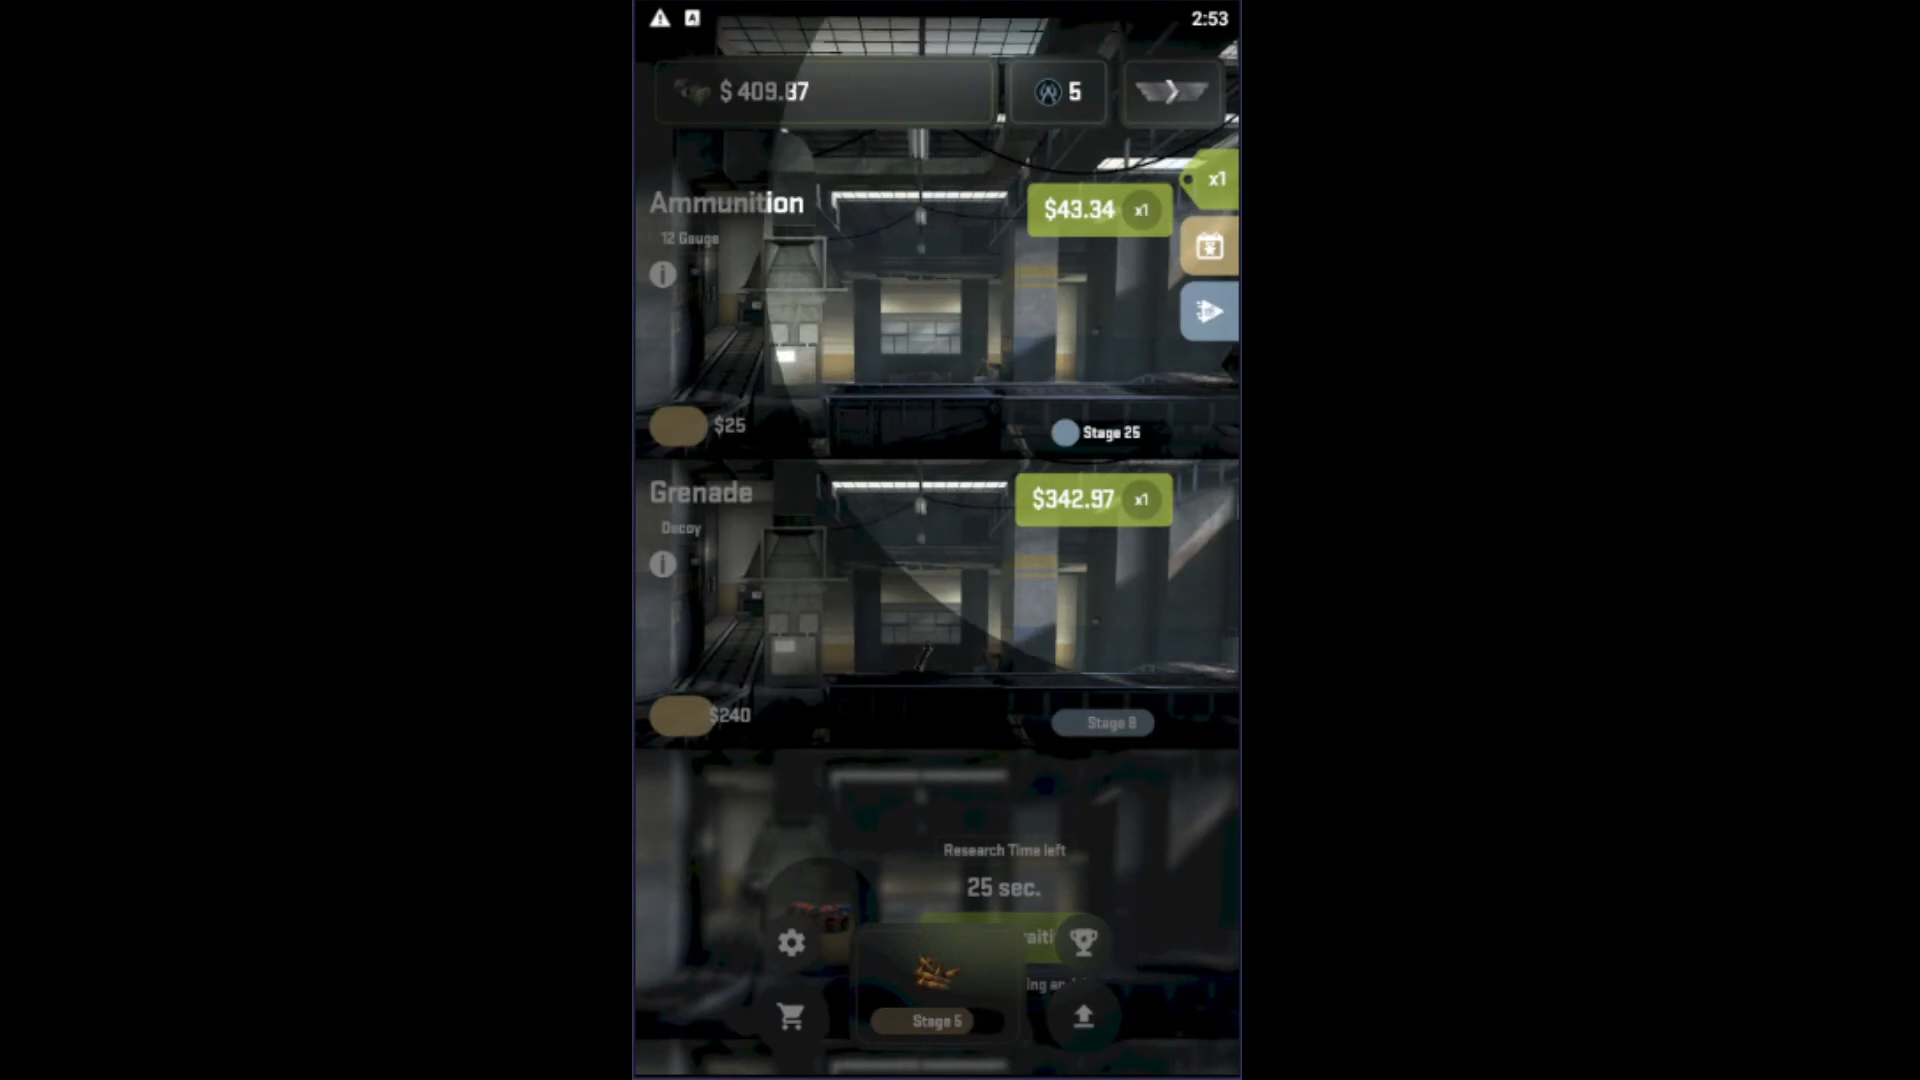 2:53
$ 409.87
5
Ammunition
$43.34 x1
x1
12 Gauge
$25
Stage 25
Grenade
$342.97 x1
Decoy
$240
Stage 8
Research Time left
25 sec.
Stage 5